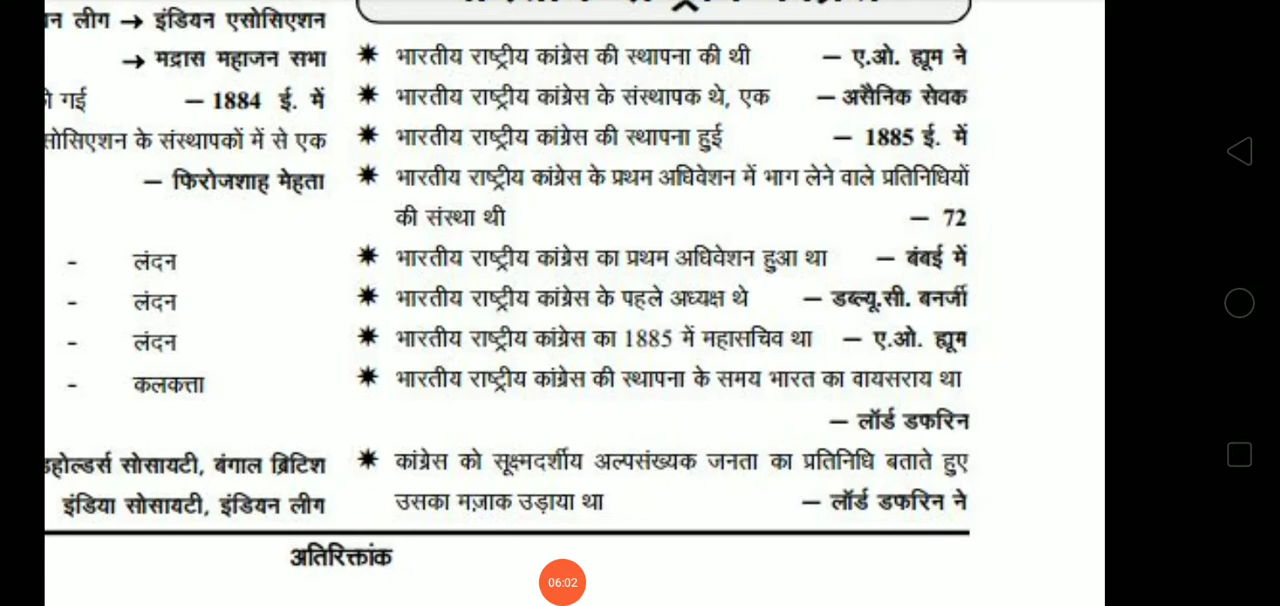 लीग → इंडियन एसोसिएशन
→ मद्रास महाजन सभा
गई – 1884 ई. में
के संस्थापकों में से एक
– फिरोजशाह मेहता
- लंदन
- लंदन
- लंदन
- कलकत्ता
सोसायटी, बंगाल ब्रिटिश
इंडिया सोसायटी, इंडियन लीग
✷ भारतीय राष्ट्रीय कांग्रेस की स्थापना की थी – ए.ओ. ह्यूम ने
✷ भारतीय राष्ट्रीय कांग्रेस के संस्थापक थे, एक – असैनिक सेवक
✷ भारतीय राष्ट्रीय कांग्रेस की स्थापना हुई – 1885 ई. में
✷ भारतीय राष्ट्रीय कांग्रेस के प्रथम अधिवेशन में भाग लेने वाले प्रतिनिधियों
की संस्था थी – 72
✷ भारतीय राष्ट्रीय कांग्रेस का प्रथम अधिवेशन हुआ था – बंबई में
✷ भारतीय राष्ट्रीय कांग्रेस के पहले अध्यक्ष थे – डब्ल्यू.सी. बनर्जी
✷ भारतीय राष्ट्रीय कांग्रेस का 1885 में महासचिव था – ए.ओ. ह्यूम
✷ भारतीय राष्ट्रीय कांग्रेस की स्थापना के समय भारत का वायसराय था
– लॉर्ड डफरिन
✷ कांग्रेस को सूक्ष्मदर्शीय अल्पसंख्यक जनता का प्रतिनिधि बताते हुए
उसका मज़ाक उड़ाया था – लॉर्ड डफरिन ने
अतिरिक्तांक
06:02